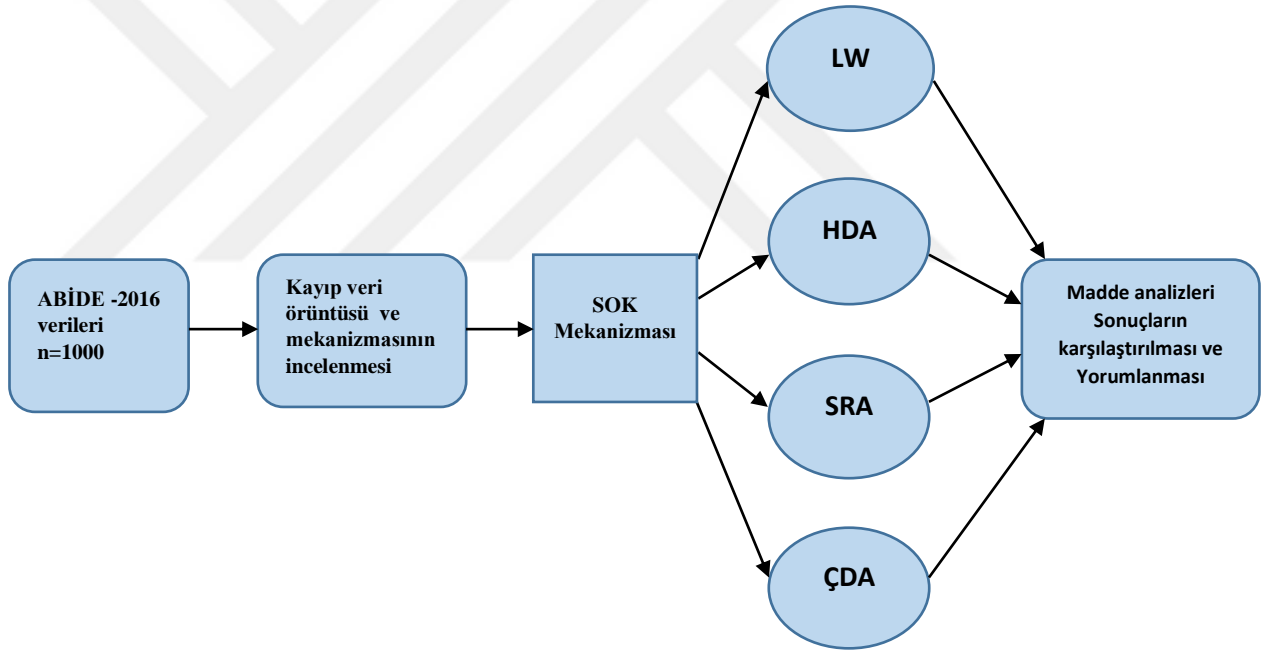 ABİDE -2016
verileri
n=1000
Kayıp veri
örüntüsü ve
mekanizmasının
incelenmesi
SOK
Mekanizması
LW
HDA
SRA
ÇDA
Madde analizleri
Sonuçların
karşılaştırılması ve
Yorumlanması